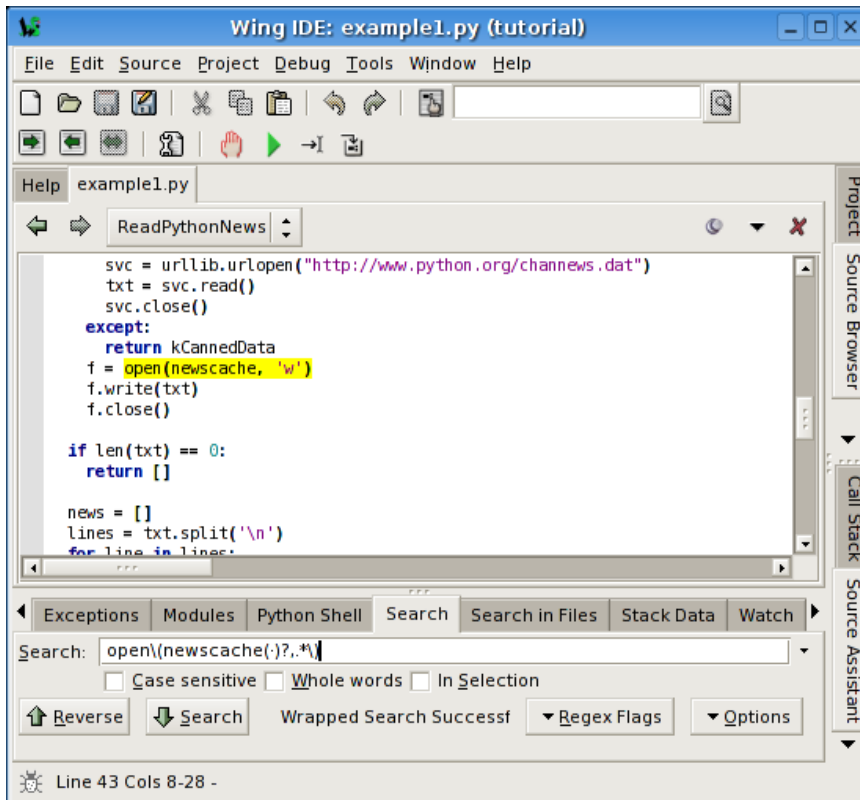 Wing IDE: example1.py (tutorial)
File Edit Source Project Debug Tools Window Help
Help example1.py
ReadPythonNews
svc = urllib.urlopen("http://www.python.org/channews.dat")
txt = svc.read()
svc.close()
except:
return kCannedData
f = open(newscache, 'w')
f.write(txt)
f.close()
if len(txt) == 0:
return []
news = []
lines = txt.split('\n')
for line in lines:
Project
Source Browser
Call Stack
Source Assistant
Exceptions Modules Python Shell Search Search in Files Stack Data Watch
Search: open\(newscache(·)?,.*\)
Case sensitive Whole words In Selection
Reverse Search Wrapped Search Successf Regex Flags Options
Line 43 Cols 8-28 -